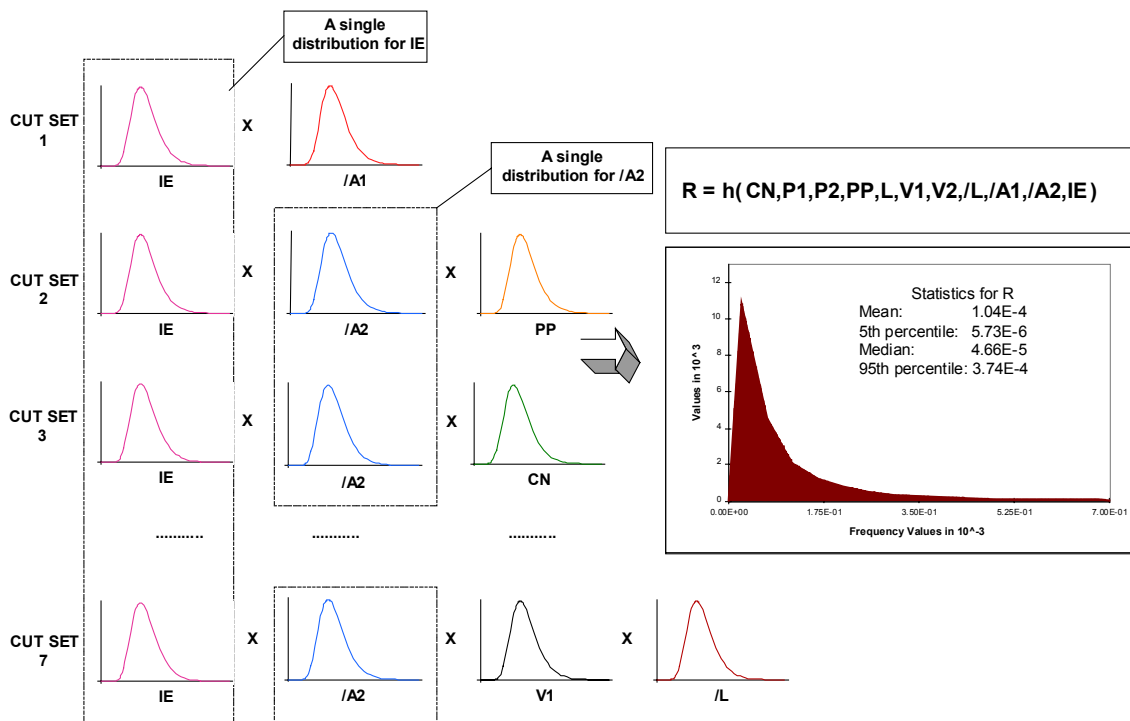 A single
distribution for IE
CUT SET
1
X
IE
/A1
A single
distribution for /A2
R = h( CN,P1,P2,PP,L,V1,V2,/L,/A1,/A2,IE )
CUT SET
2
X
X
IE
/A2
PP
CUT SET
3
X
X
IE
/A2
CN
...........
...........
...........
CUT SET
7
X
X
X
IE
/A2
V1
/L
Statistics for R
Mean: 1.04E-4
5th percentile: 5.73E-6
Median: 4.66E-5
95th percentile: 3.74E-4
Values in 10^ 3
12
10
8
6
4
2
0
0.00E+00 1.75E-01 3.50E-01 5.25E-01 7.00E-01
Frequency Values in 10^-3